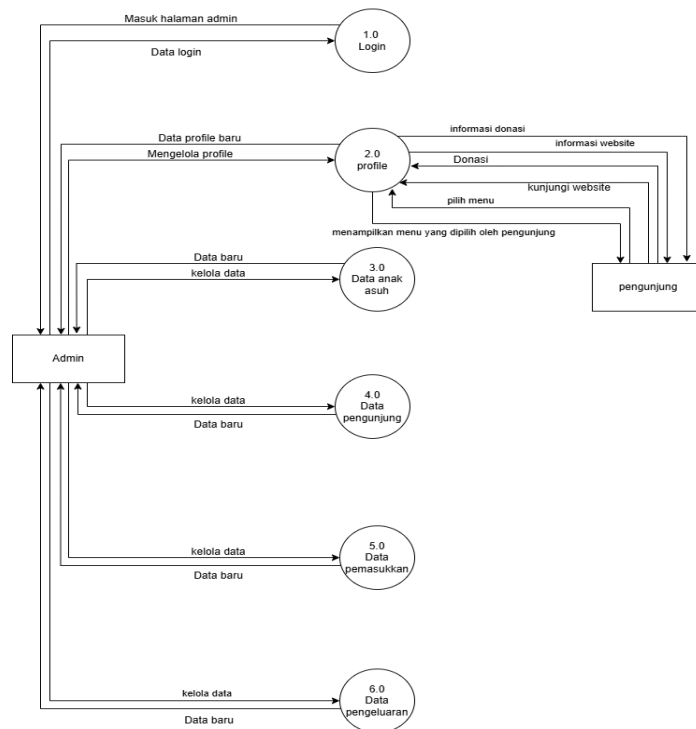 Masuk halaman admin
1.0
Login
Data login
Data profile baru
Mengelola profile
2.0
profile
informasi donasi
informasi website
Donasi
kunjungi website
pilih menu
menampilkan menu yang dipilih oleh pengunjung
pengunjung
Data baru
kelola data
3.0
Data anak
asuh
Admin
kelola data
Data baru
4.0
Data
pengunjung
kelola data
Data baru
5.0
Data
pemasukkan
kelola data
Data baru
6.0
Data
pengeluaran